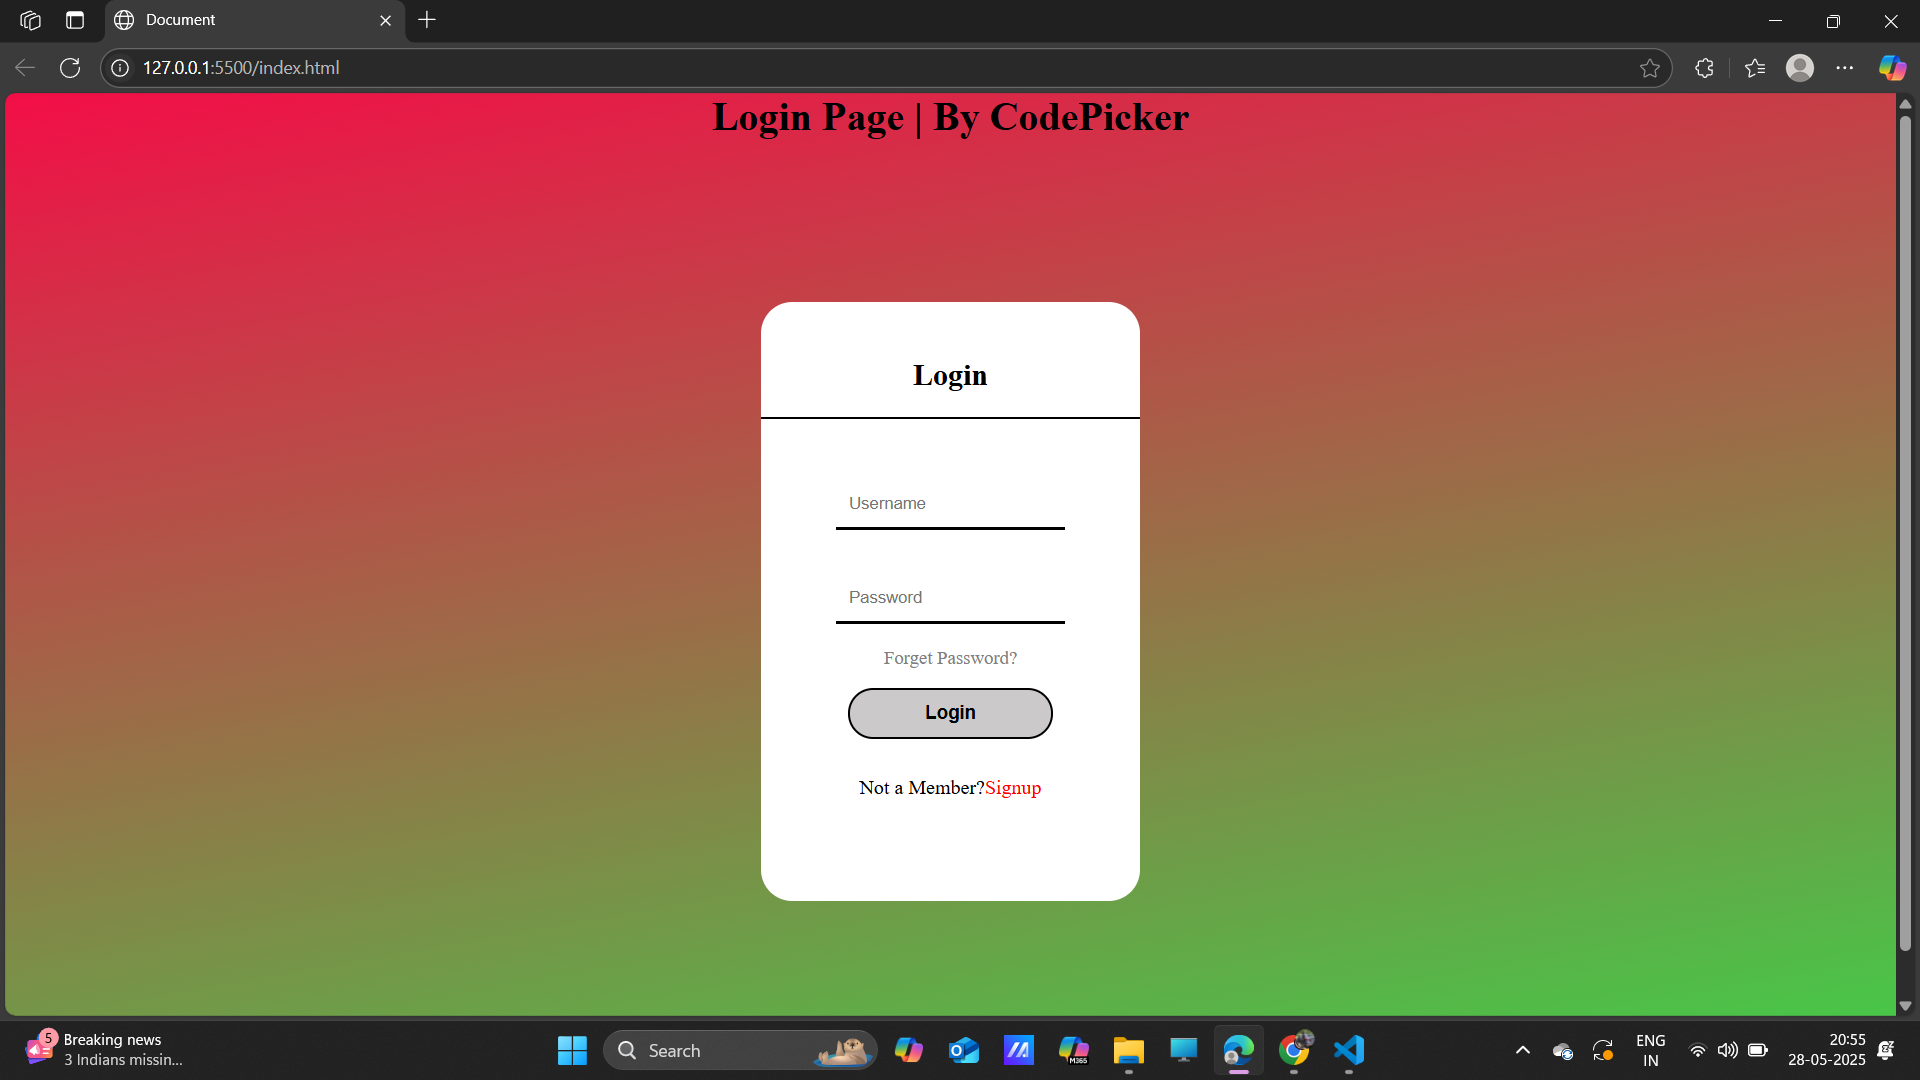 Document
127.0.0.1:5500/index.html
Login Page | By CodePicker
Login
Username
Password
Forget Password?
Login
Not a Member?Signup
5
Breaking news
3 Indians missin...
Search
M365
ENG
IN
20:55
28-05-2025